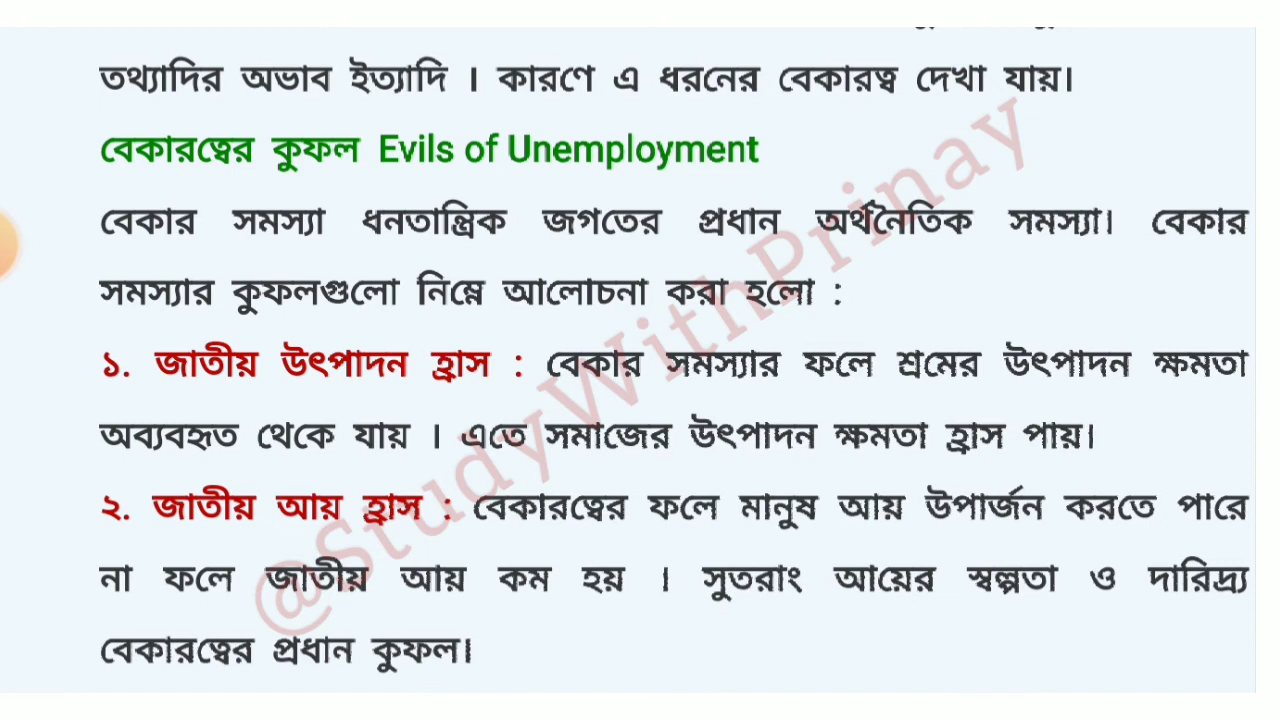 তথ্যাদির অভাব ইত্যাদি । কারণে এ ধরনের বেকারত্ব দেখা যায়।
বেকারত্বের কুফল Evils of Unemployment
বেকার সমস্যা ধনতান্ত্রিক জগতের প্রধান অর্থনৈতিক সমস্যা। বেকার
সমস্যার কুফলগুলো নিম্নে আলোচনা করা হলো :
১. জাতীয় উৎপাদন হ্রাস : বেকার সমস্যার ফলে শ্রমের উৎপাদন ক্ষমতা
অব্যবহৃত থেকে যায় । এতে সমাজের উৎপাদন ক্ষমতা হ্রাস পায়।
২. জাতীয় আয় হ্রাস : বেকারত্বের ফলে মানুষ আয় উপার্জন করতে পারে
না ফলে জাতীয় আয় কম হয় । সুতরাং আয়ের স্বল্পতা ও দারিদ্র্য
বেকারত্বের প্রধান কুফল।
@StudyWithPrinay